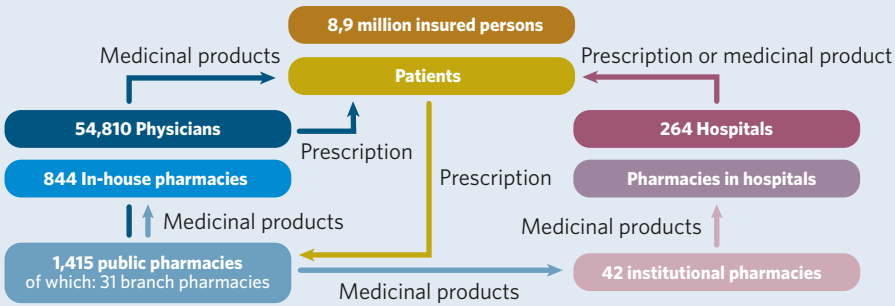 8,9 million insured persons
Medicinal products
Patients
Prescription or medicinal product
54,810 Physicians
Prescription
264 Hospitals
844 In-house pharmacies
Prescription
Pharmacies in hospitals
Medicinal products
Medicinal products
1,415 public pharmacies
of which: 31 branch pharmacies
42 institutional pharmacies
Medicinal products